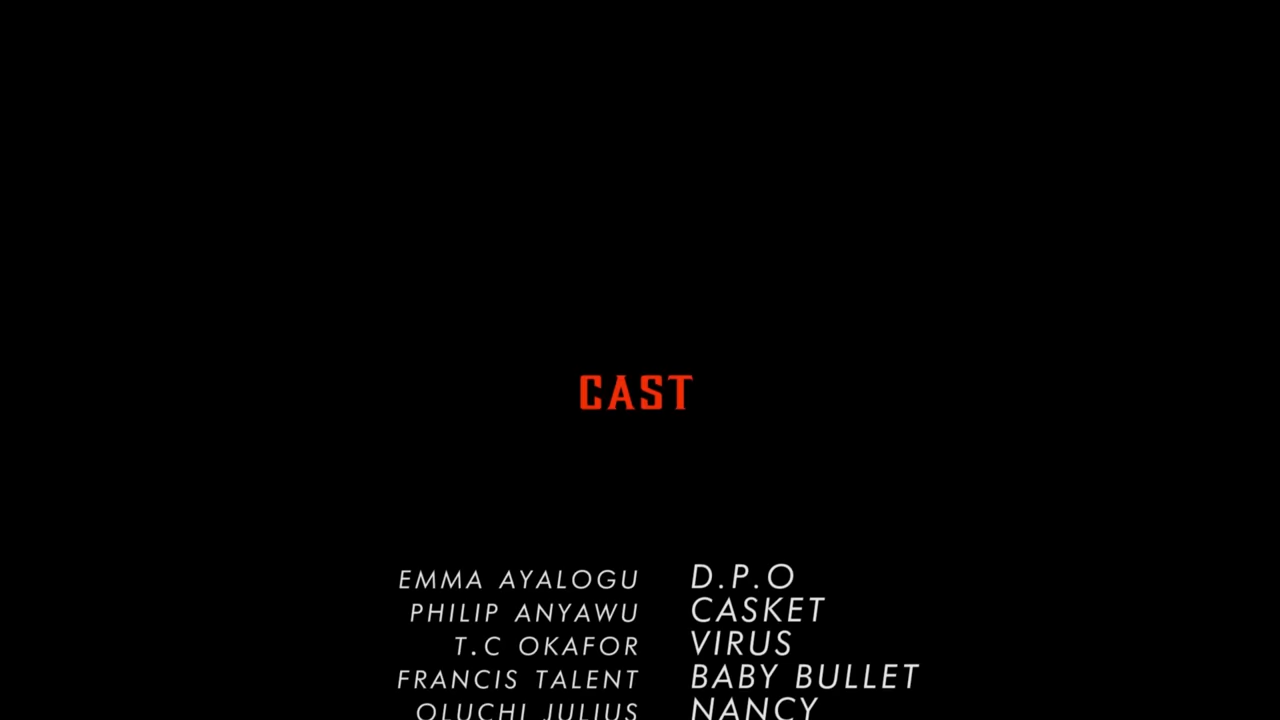 CAST
EMMA AYALOGU D.P.O
PHILIP ANYAWU CASKET
T.C OKAFOR VIRUS
FRANCIS TALENT BABY BULLET
OLUCHI JULIUS NANCY